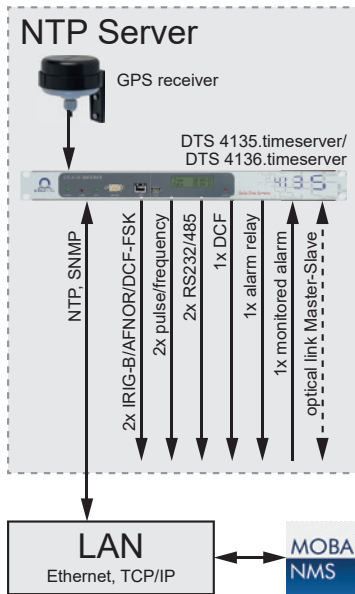 NTP Server
GPS receiver
DTS 4135.timeserver/
DTS 4136.timeserver
4135
NTP, SNMP
2x IRIG-B/AFNOR/DCF-FSK
2x pulse/frequency
2x RS232/485
1x DCF
1x alarm relay
1x monitored alarm
optical link Master-Slave
LAN
Ethernet, TCP/IP
MOBA
NMS